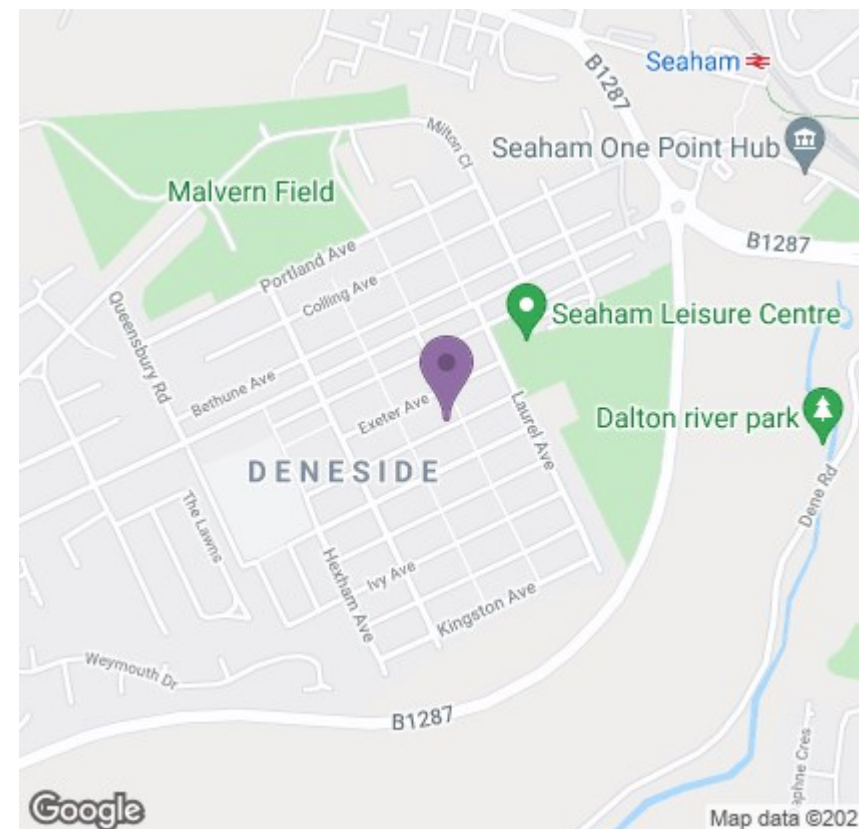 Seaham
B1287
Milton Cl
Seaham One Point Hub
Malvern Field
B1287
Portland Ave
Colling Ave
Queensbury Rd
Seaham Leisure Centre
Bethune Ave
Exeter Ave
Laurel Ave
Dalton river park
DENESIDE
Dene Rd
The Lawns
Hexham Ave
Ivy Ave
Kingston Ave
Weymouth Dr
B1287
aphne Cres
Google
Map data ©202